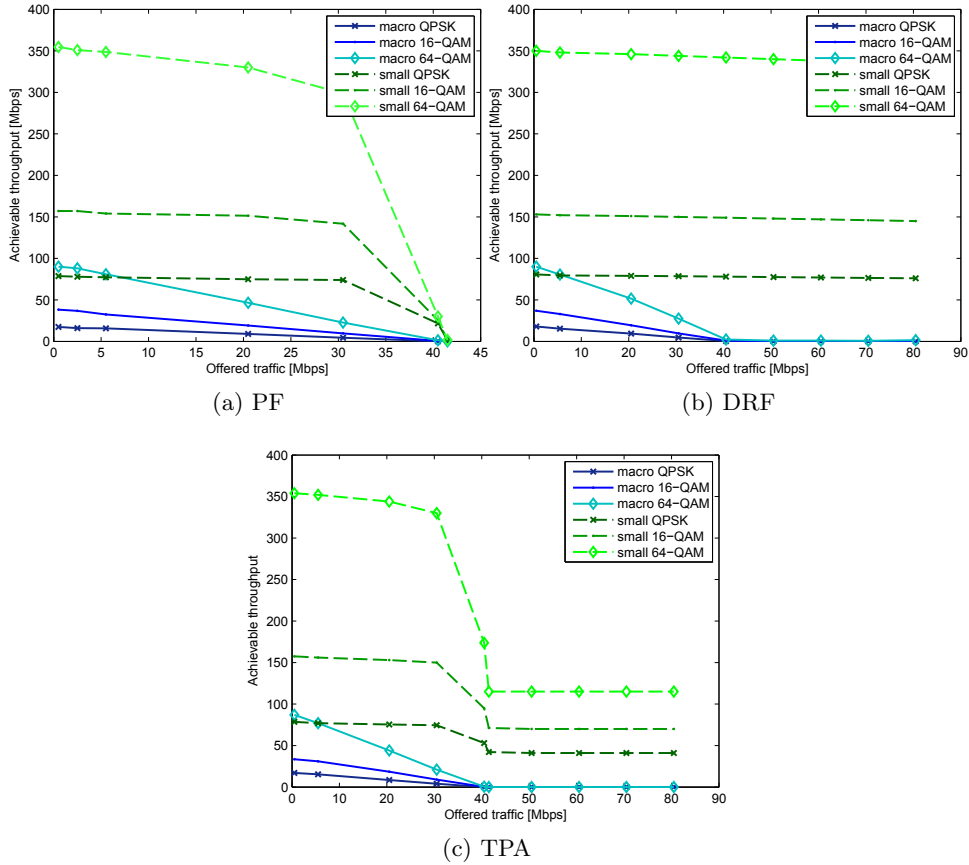 400
350
300
250
200
150
100
50
0
Achievable throughput [Mbps]
0 5 10 15 20 25 30 35 40 45
Offered traffic [Mbps]
macro QPSK
macro 16-QAM
macro 64-QAM
small QPSK
small 16-QAM
small 64-QAM
(a) PF
400
350
300
250
200
150
100
50
0
Achievable throughput [Mbps]
0 10 20 30 40 50 60 70 80 90
Offered traffic [Mbps]
macro QPSK
macro 16-QAM
macro 64-QAM
small QPSK
small 16-QAM
small 64-QAM
(b) DRF
400
350
300
250
200
150
100
50
0
Achievable throughput
0 10 20 30 40 50 60 70 80 90
Offered traffic [Mbps]
macro QPSK
macro 16-QAM
macro 64-QAM
small QPSK
small 16-QAM
small 64-QAM
(c) TPA